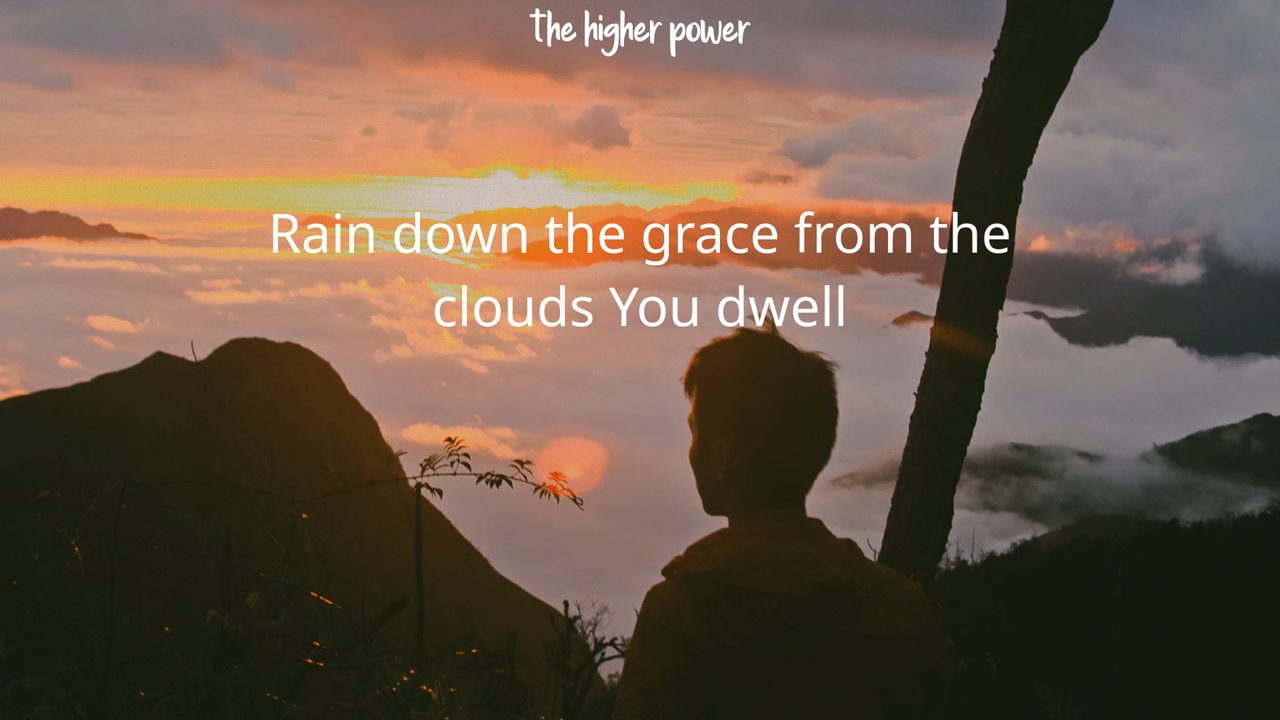 the higher power
Rain down the grace from the
clouds You dwell